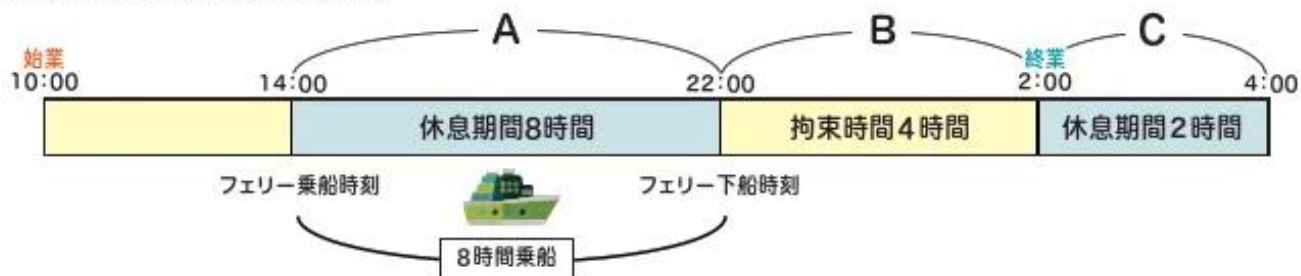 A
B
C
始業
終業
10:00
14:00
22:00
2:00
4:00
休息期間8時間
拘束時間4時間
休息期間2時間
フェリー乗船時刻
フェリー下船時刻
8時間乗船